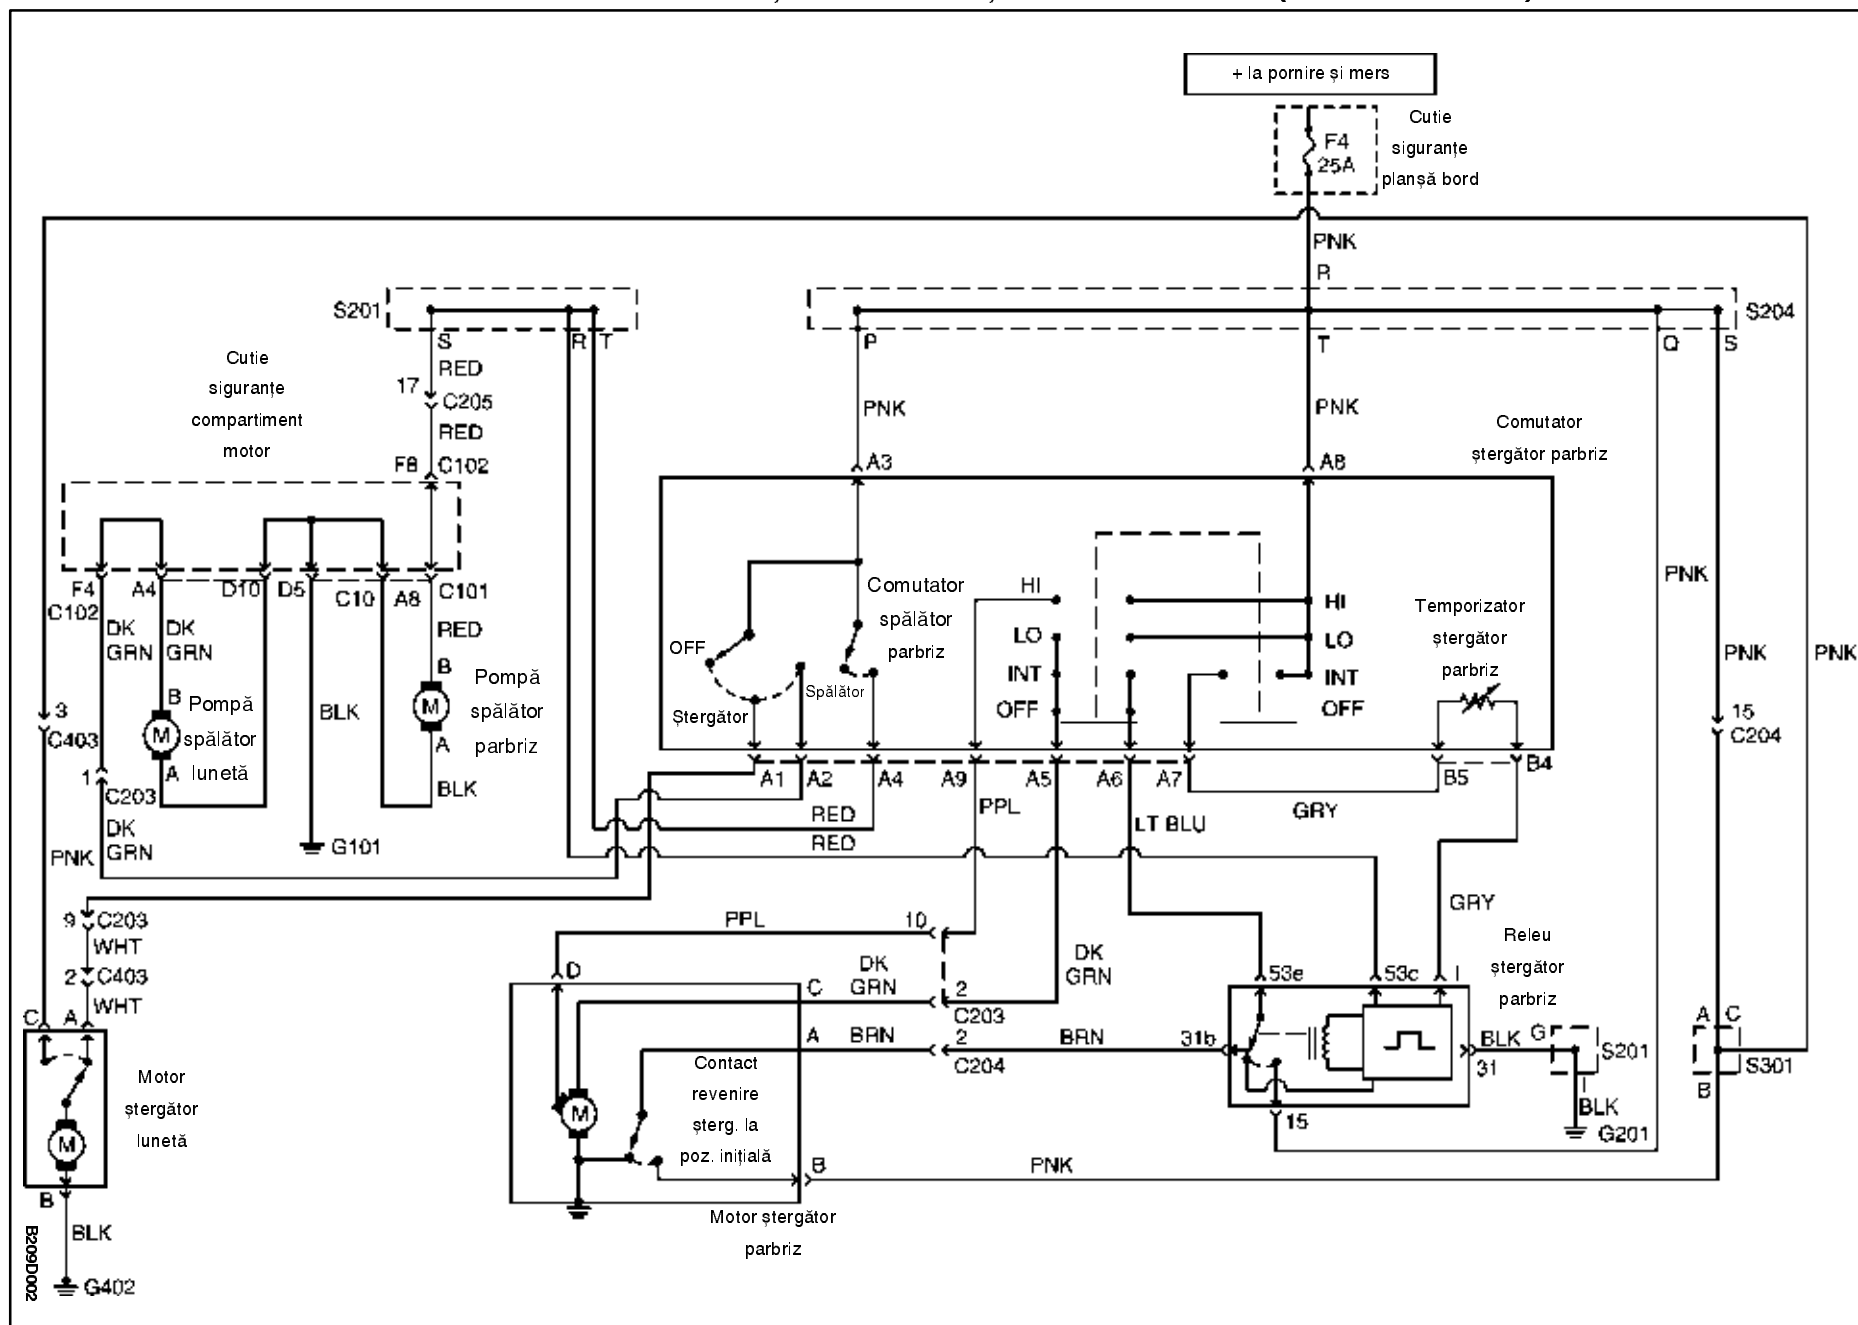 + la pornire și mers
F4
25A
Cutie
siguranțe
planșă bord
PNK
R
S201
S
R
T
P
T
Q
S
S204
Cutie
siguranțe
compartiment
motor
RED
17
C205
RED
F8
C102
PNK
PNK
Comutator
ștergător parbriz
A3
A8
F4
C102
A4
D10
D5
C10
A8
C101
DK
GRN
DK
GRN
RED
B
Pompă
spălător
lunetă
M
A
BLK
B
Pompă
spălător
parbriz
M
A
BLK
3
C403
1
C203
DK
GRN
PNK
G101
Comutator
spălător
parbriz
OFF
Ștergător
Spălător
HI
LO
INT
OFF
HI
LO
INT
OFF
Temporizator
ștergător
parbriz
PNK
PNK
PNK
15
C204
A1
A2
A4
A9
A5
A6
A7
B5
B4
RED
RED
PPL
LT BLU
GRY
GRY
9
C203
WHT
2
C403
WHT
C
A
Motor
ștergător
lunetă
M
B
BLK
G402
B209D002
PPL
10
D
DK
GRN
DK
GRN
C
2
C203
A
BRN
2
C204
BRN
31b
Contact
revenire
șterg. la
poz. inițială
M
B
PNK
Motor ștergător
parbriz
53e
53c
I
Releu
ștergător
parbriz
31
BLK
G
S201
I
BLK
G201
15
A
C
S301
B